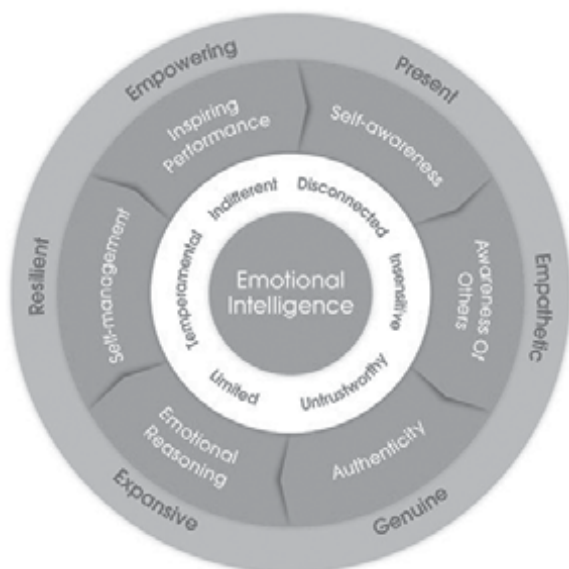 Empowering
Present
Inspiring
Performance
Self-awareness
Indifferent
Disconnected
Resilient
Self-management
Temperamental
Emotional
Intelligence
Insensitive
Awareness Of
Others
Empathetic
Limited
Untrustworthy
Emotional
Reasoning
Authenticity
Expansive
Genuine